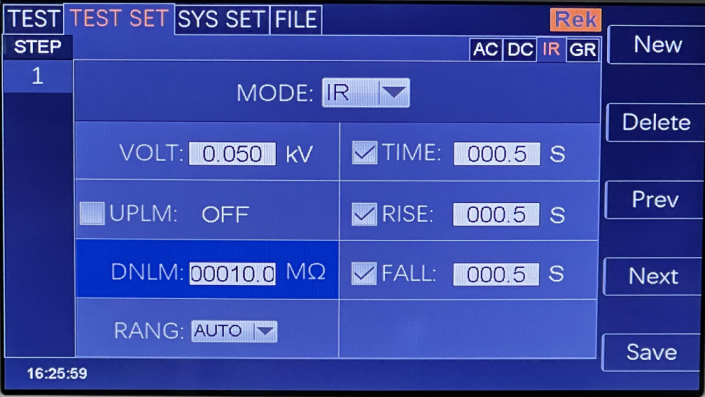 TEST TEST SET SYS SET FILE Rek
STEP AC DC IR GR
1
MODE: IR
VOLT: 0.050 kV
TIME: 000.5 S
UPLM: OFF
RISE: 000.5 S
DNLM: 00010.0 MΩ
FALL: 000.5 S
RANG: AUTO
16:25:59
New
Delete
Prev
Next
Save